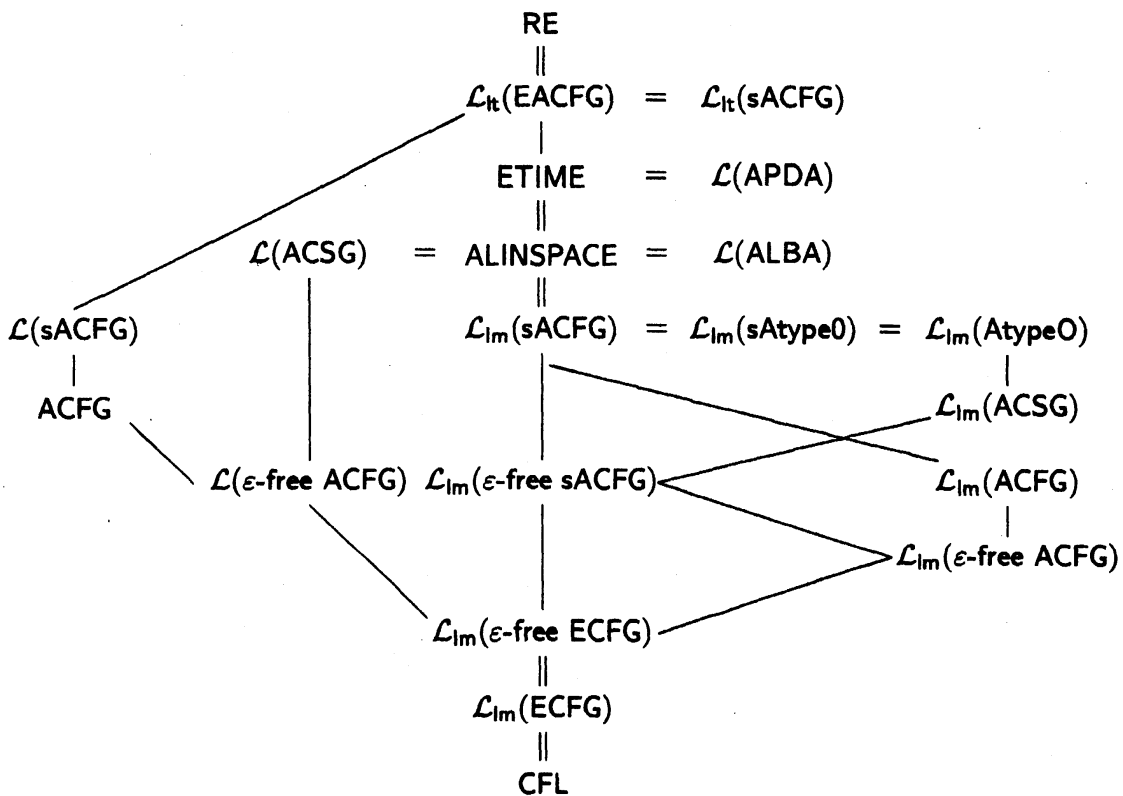 RE
||
ℒlt(EACFG) = ℒlt(sACFG)
ETIME = ℒ(APDA)
||
ℒ(ACSG) = ALINSPACE = ℒ(ALBA)
||
ℒ(sACFG) ℒlm(sACFG) = ℒlm(sAtype0) = ℒlm(AtypeO)
ACFG ℒlm(ACSG)
ℒ(ε-free ACFG) ℒlm(ε-free sACFG) ℒlm(ACFG)
ℒlm(ε-free ACFG)
ℒlm(ε-free ECFG)
||
ℒlm(ECFG)
||
CFL